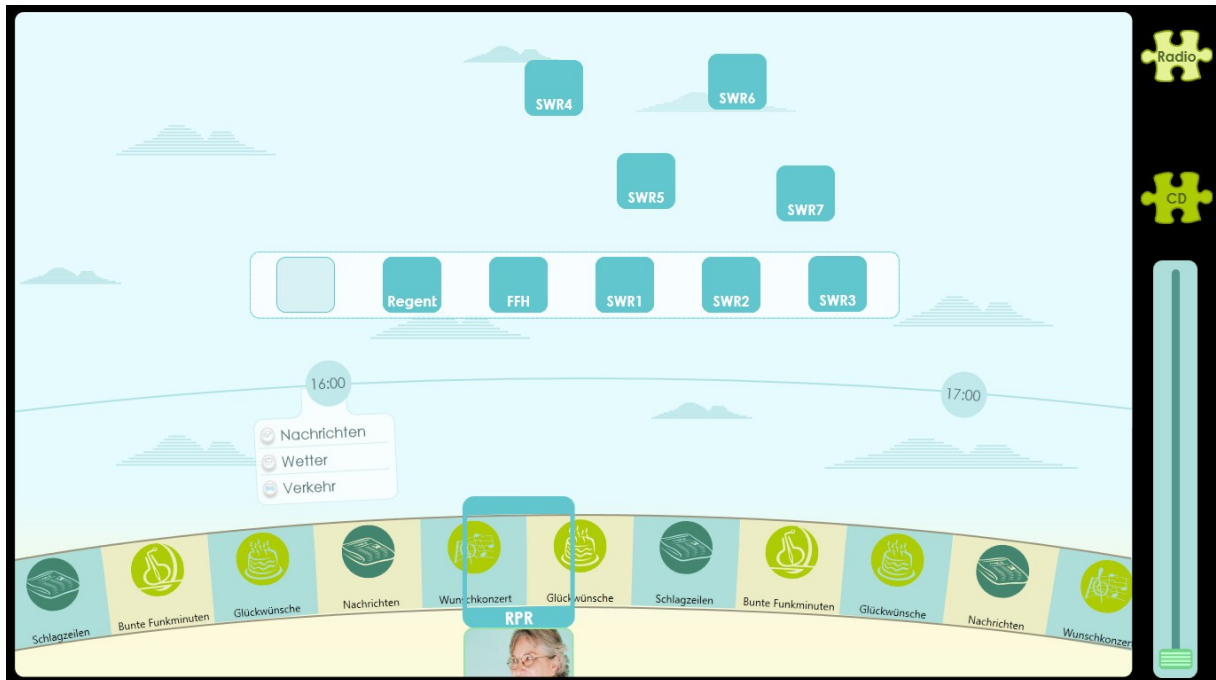 SWR4
SWR6
Radio
SWR5
SWR7
CD
Regent
FFH
SWR1
SWR2
SWR3
16:00
17:00
Nachrichten
Wetter
Verkehr
Schlagzeilen
Bunte Funkminuten
Glückwünsche
Nachrichten
Wunschkonzert
Glückwünsche
Schlagzeilen
Bunte Funkminuten
Glückwünsche
Nachrichten
Wunschkonzer
RPR